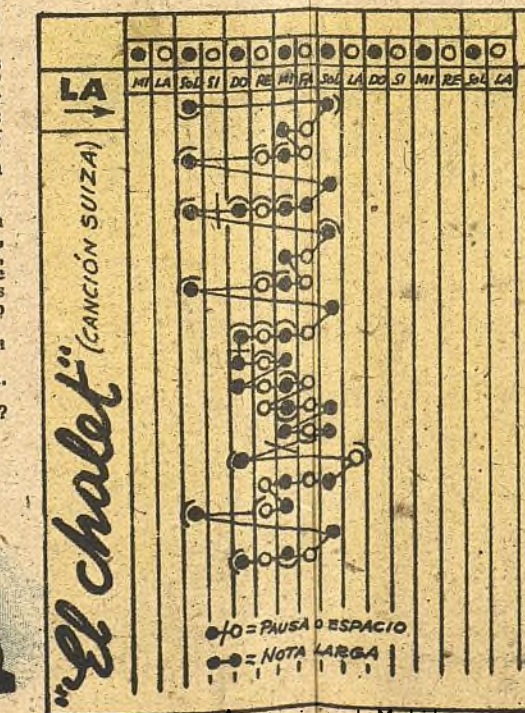 LA
MI LA SOL SI DO RE MI FA SOL LA DO SI MI RE SOL LA
"El chalet" (CANCIÓN SUIZA)
= PAUSA O ESPACIO
= NOTA LARGA
?